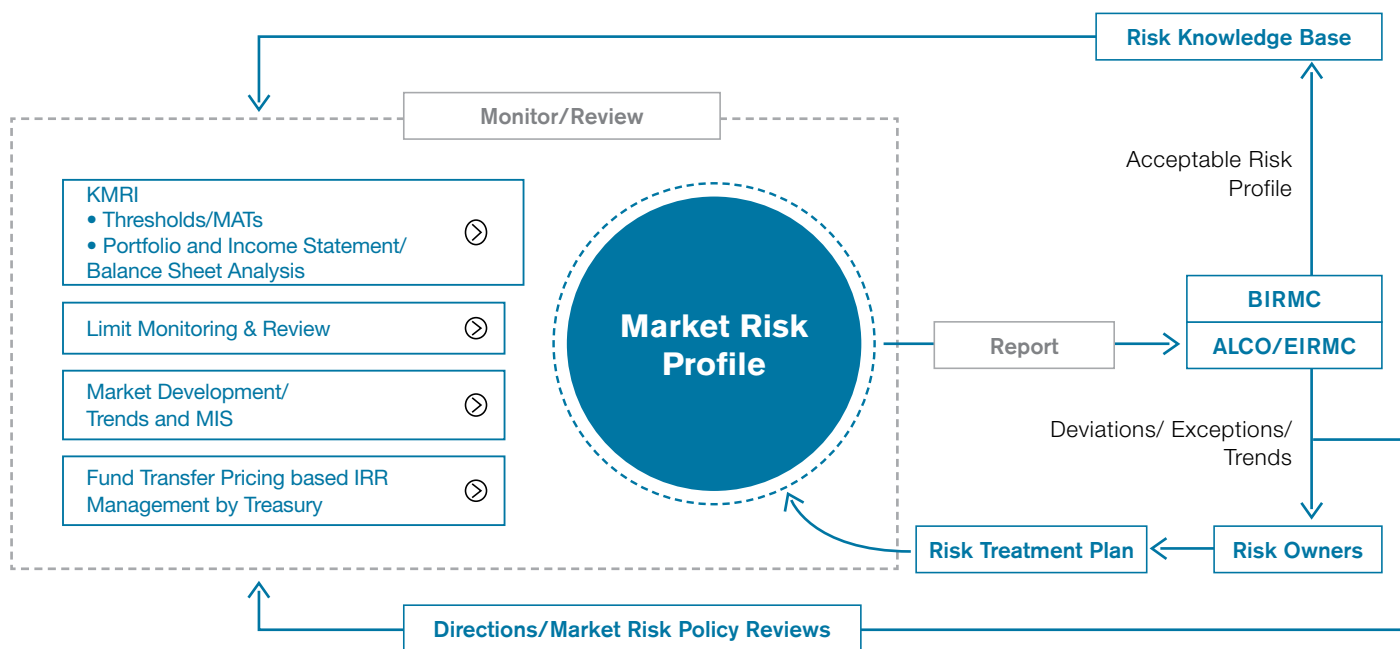 Risk Knowledge Base
Monitor/Review
KMRI
• Thresholds/MATs
• Portfolio and Income Statement/
Balance Sheet Analysis
Limit Monitoring & Review
Market Development/
Trends and MIS
Fund Transfer Pricing based IRR
Management by Treasury
Market Risk
Profile
Report
Acceptable Risk
Profile
BIRMC
ALCO/EIRMC
Deviations/ Exceptions/
Trends
Risk Treatment Plan
Risk Owners
Directions/Market Risk Policy Reviews